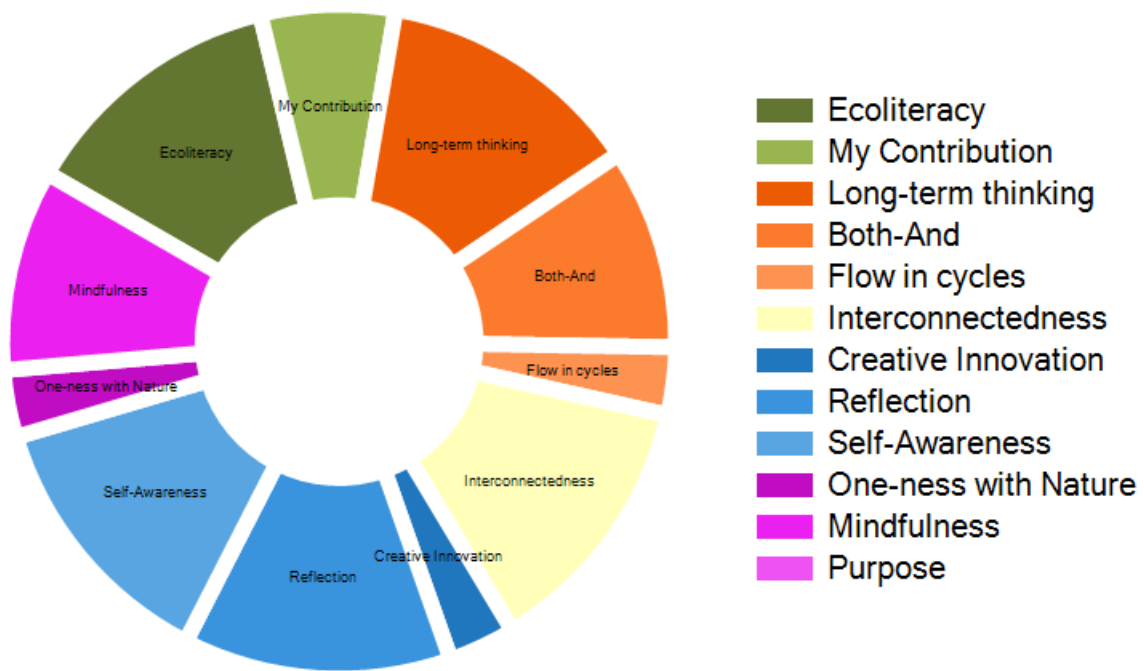 My Contribution
Ecoliteracy
Long-term thinking
Mindfulness
Both-And
One-ness with Nature
Flow in cycles
Self-Awareness
Interconnectedness
Reflection
Creative Innovation
Ecoliteracy
My Contribution
Long-term thinking
Both-And
Flow in cycles
Interconnectedness
Creative Innovation
Reflection
Self-Awareness
One-ness with Nature
Mindfulness
Purpose